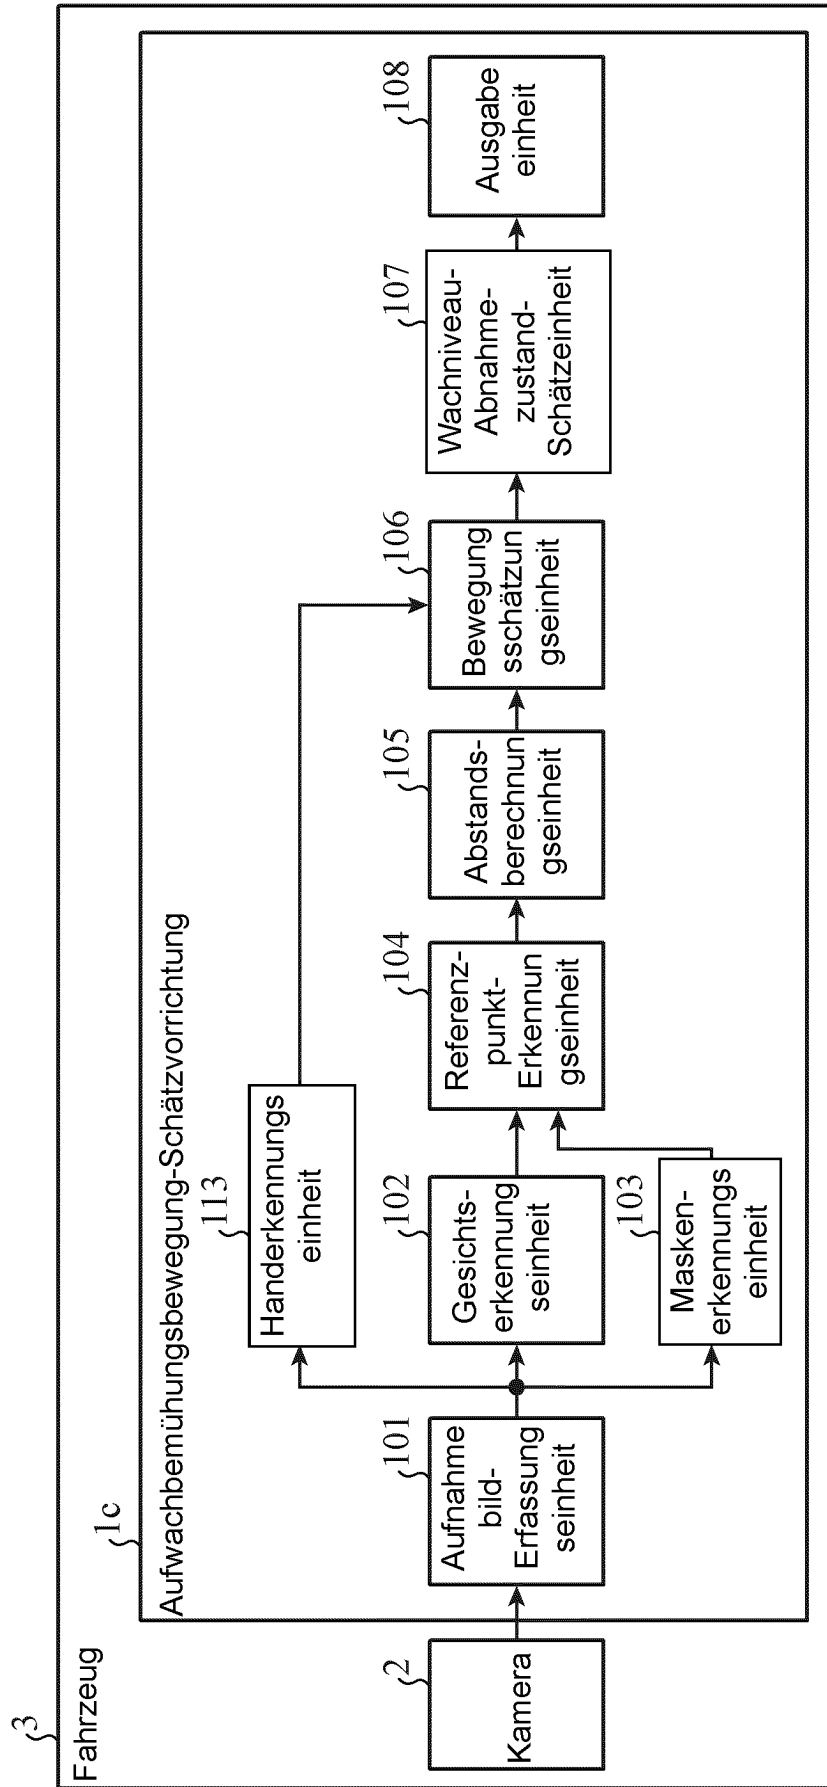 3
Fahrzeug
1c
Aufwachbemühungsbewegung-Schätzvorrichtung
2
Kamera
101
Aufnahme
bild-
Erfassung
seinheit
113
Handerkennungs
einheit
102
Gesichts-
erkennung
seinheit
103
Masken-
erkennungs
einheit
104
Referenz-
punkt-
Erkennun
gseinheit
105
Abstands-
berechnun
gseinheit
106
Bewegung
sschätzun
gseinheit
107
Wachniveau-
Abnahme-
zustand-
Schätzeinheit
108
Ausgabe
einheit